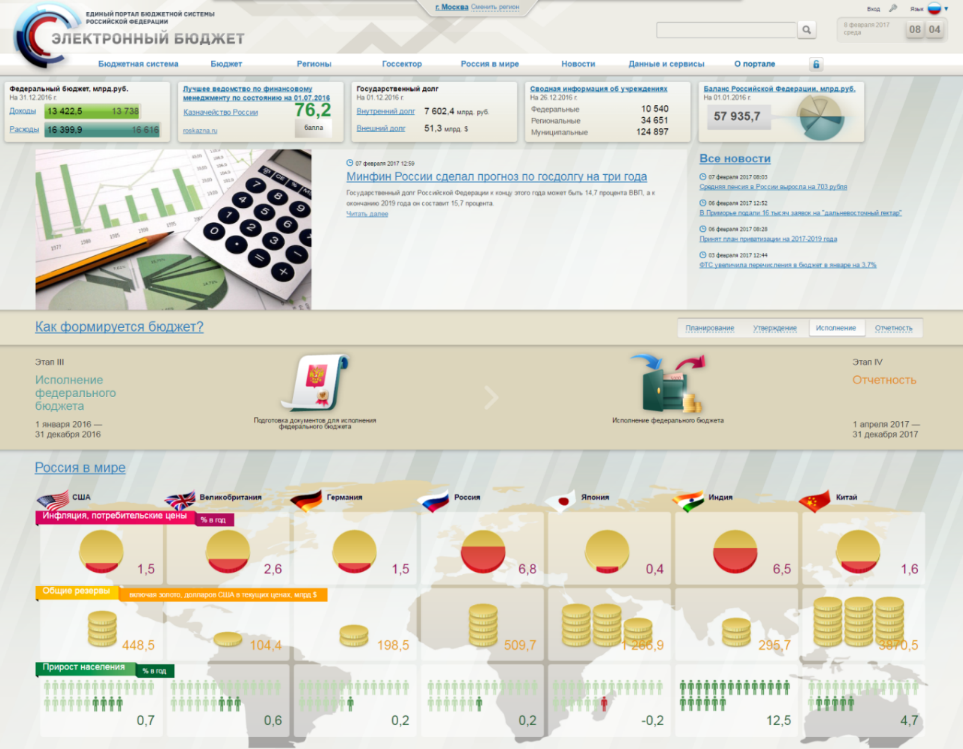 г. Москва Сменить регион
ЕДИНЫЙ ПОРТАЛ БЮДЖЕТНОЙ СИСТЕМЫ
РОССИЙСКОЙ ФЕДЕРАЦИИ
ЭЛЕКТРОННЫЙ БЮДЖЕТ
Вход
Язык
8 февраля 2017
среда
08 04
Бюджетная система Бюджет Регионы Госсектор Россия в мире Новости Данные и сервисы О портале
Федеральный бюджет, млрд.руб.
На 31.12.2016 г.
Доходы 13 422,5 13 738
Расходы 16 399,9 16 616
Лучшее ведомство по финансовому
менеджменту по состоянию на 01.07.2016
Казначейство России
76,2
балла
roskazna.ru
Государственный долг
На 01.12.2016 г.
Внутренний долг 7 602,4 млрд. руб.
Внешний долг 51,3 млрд. $
Сводная информация об учреждениях
На 26.12.2016 г.
Федеральные 10 540
Региональные 34 651
Муниципальные 124 897
Баланс Российской Федерации, млрд.руб.
На 01.01.2016 г.
57 935,7
07 февраля 2017 12:59
Минфин России сделал прогноз по госдолгу на три года
Государственный долг Российской Федерации к концу этого года может быть 14,7 процента ВВП, а к
окончанию 2019 года он составит 15,7 процента.
Читать далее
Все новости
07 февраля 2017 08:03
Средняя пенсия в России выросла на 703 рубля
06 февраля 2017 12:52
В Приморье подали 16 тысяч заявок на "дальневосточный гектар"
06 февраля 2017 08:28
Принят план приватизации на 2017-2019 года
03 февраля 2017 12:44
ФТС увеличила перечисления в бюджет в январе на 3,7%
Как формируется бюджет?
Планирование Утверждение Исполнение Отчетность
Этап III
Исполнение
федерального
бюджета
1 января 2016 —
31 декабря 2016
Подготовка документов для исполнения
федерального бюджета
Исполнение федерального бюджета
Этап IV
Отчетность
1 апреля 2017 —
31 декабря 2017
Россия в мире
США Великобритания Германия Россия Япония Индия Китай
Инфляция, потребительские цены % в год
1,5 2,6 1,5 6,8 0,4 6,5 1,6
Общие резервы включая золото, долларов США в текущих ценах, млрд $
448,5 104,4 198,5 509,7 1 266,9 295,7 3870,5
Прирост населения % в год
0,7 0,6 0,2 0,2 -0,2 12,5 4,7